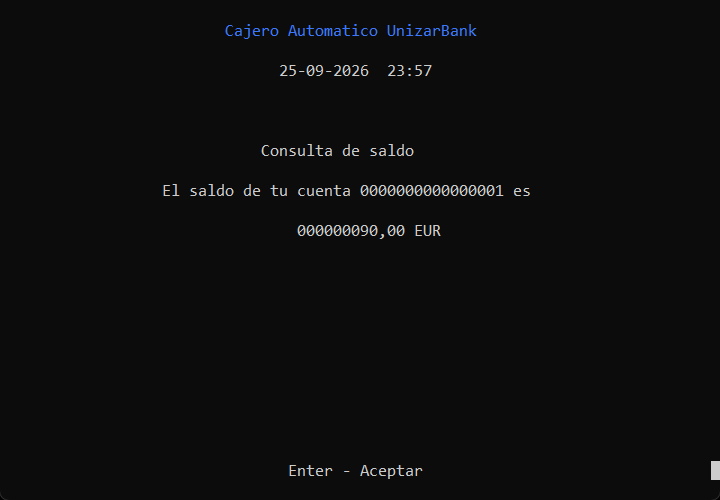 Cajero Automatico UnizarBank
25-09-2026  23:57
Consulta de saldo
El saldo de tu cuenta 0000000000000001 es
000000090,00 EUR
Enter - Aceptar